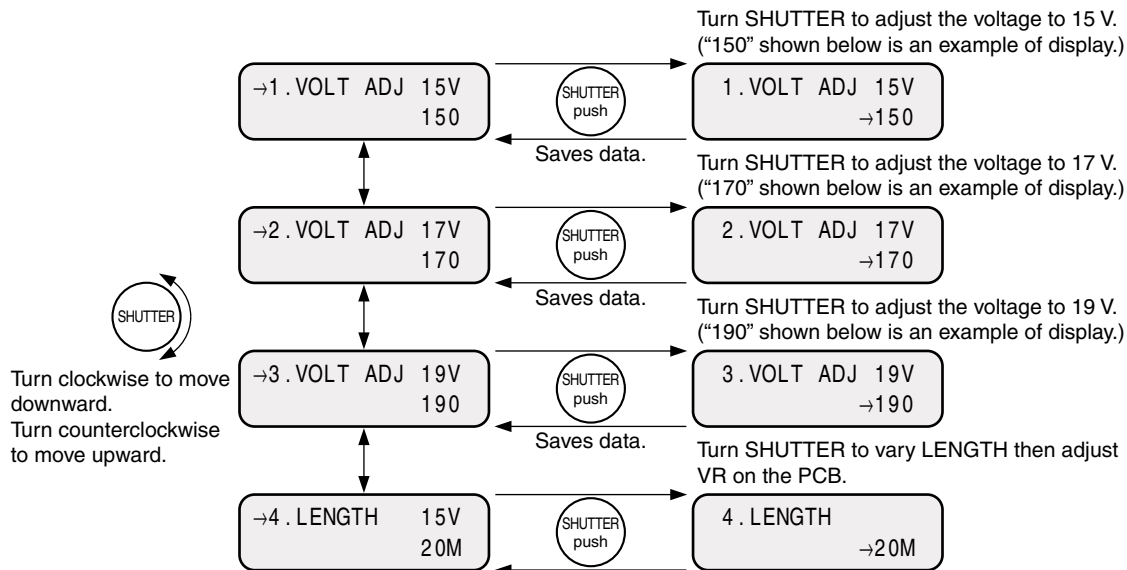 Turn SHUTTER to adjust the voltage to 15 V.
(“150” shown below is an example of display.)
→1.VOLT ADJ 15V
150
SHUTTER
push
1.VOLT ADJ 15V
→150
Saves data.
Turn SHUTTER to adjust the voltage to 17 V.
(“170” shown below is an example of display.)
→2.VOLT ADJ 17V
170
SHUTTER
push
2.VOLT ADJ 17V
→170
Saves data.
Turn SHUTTER to adjust the voltage to 19 V.
(“190” shown below is an example of display.)
SHUTTER
Turn clockwise to move
downward.
Turn counterclockwise
to move upward.
→3.VOLT ADJ 19V
190
SHUTTER
push
3.VOLT ADJ 19V
→190
Saves data.
Turn SHUTTER to vary LENGTH then adjust
VR on the PCB.
→4.LENGTH 15V
20M
SHUTTER
push
4.LENGTH
→20M